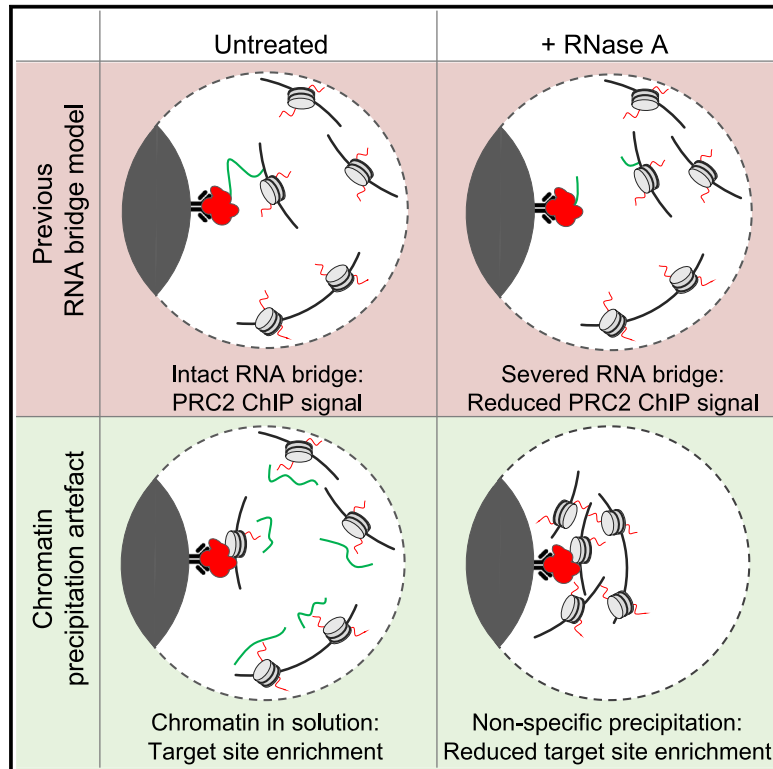 Untreated
+ RNase A
Previous
RNA bridge model
Intact RNA bridge:
PRC2 ChIP signal
Severed RNA bridge:
Reduced PRC2 ChIP signal
Chromatin
precipitation artefact
Chromatin in solution:
Target site enrichment
Non-specific precipitation:
Reduced target site enrichment